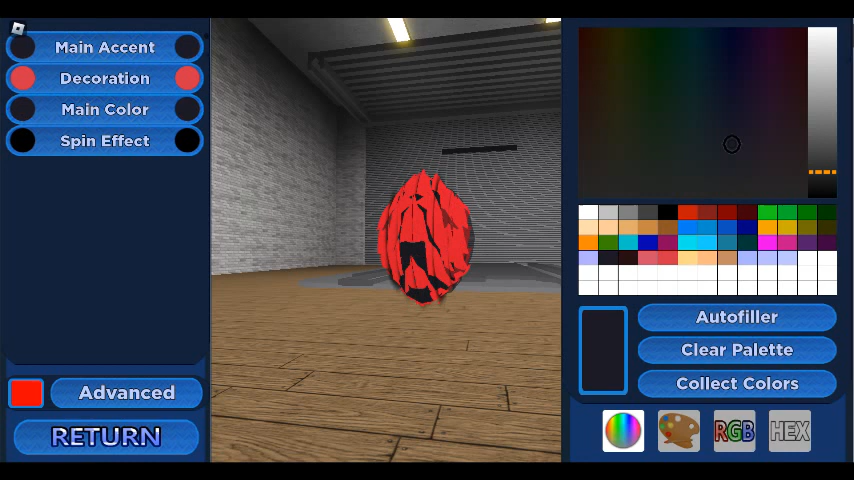 Main Accent
Decoration
Main Color
Spin Effect
Advanced
RETURN
Autofiller
Clear Palette
Collect Colors
RGB
HEX